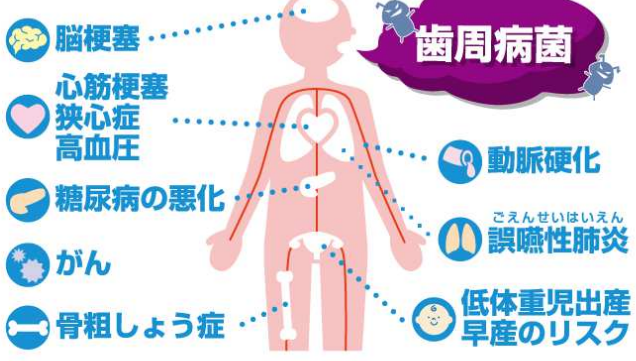 歯周病菌
脳梗塞
心筋梗塞
狭心症
高血圧
糖尿病の悪化
がん
骨粗しょう症
動脈硬化
ごえんせいはいえん
誤嚥性肺炎
低体重児出産
早産のリスク